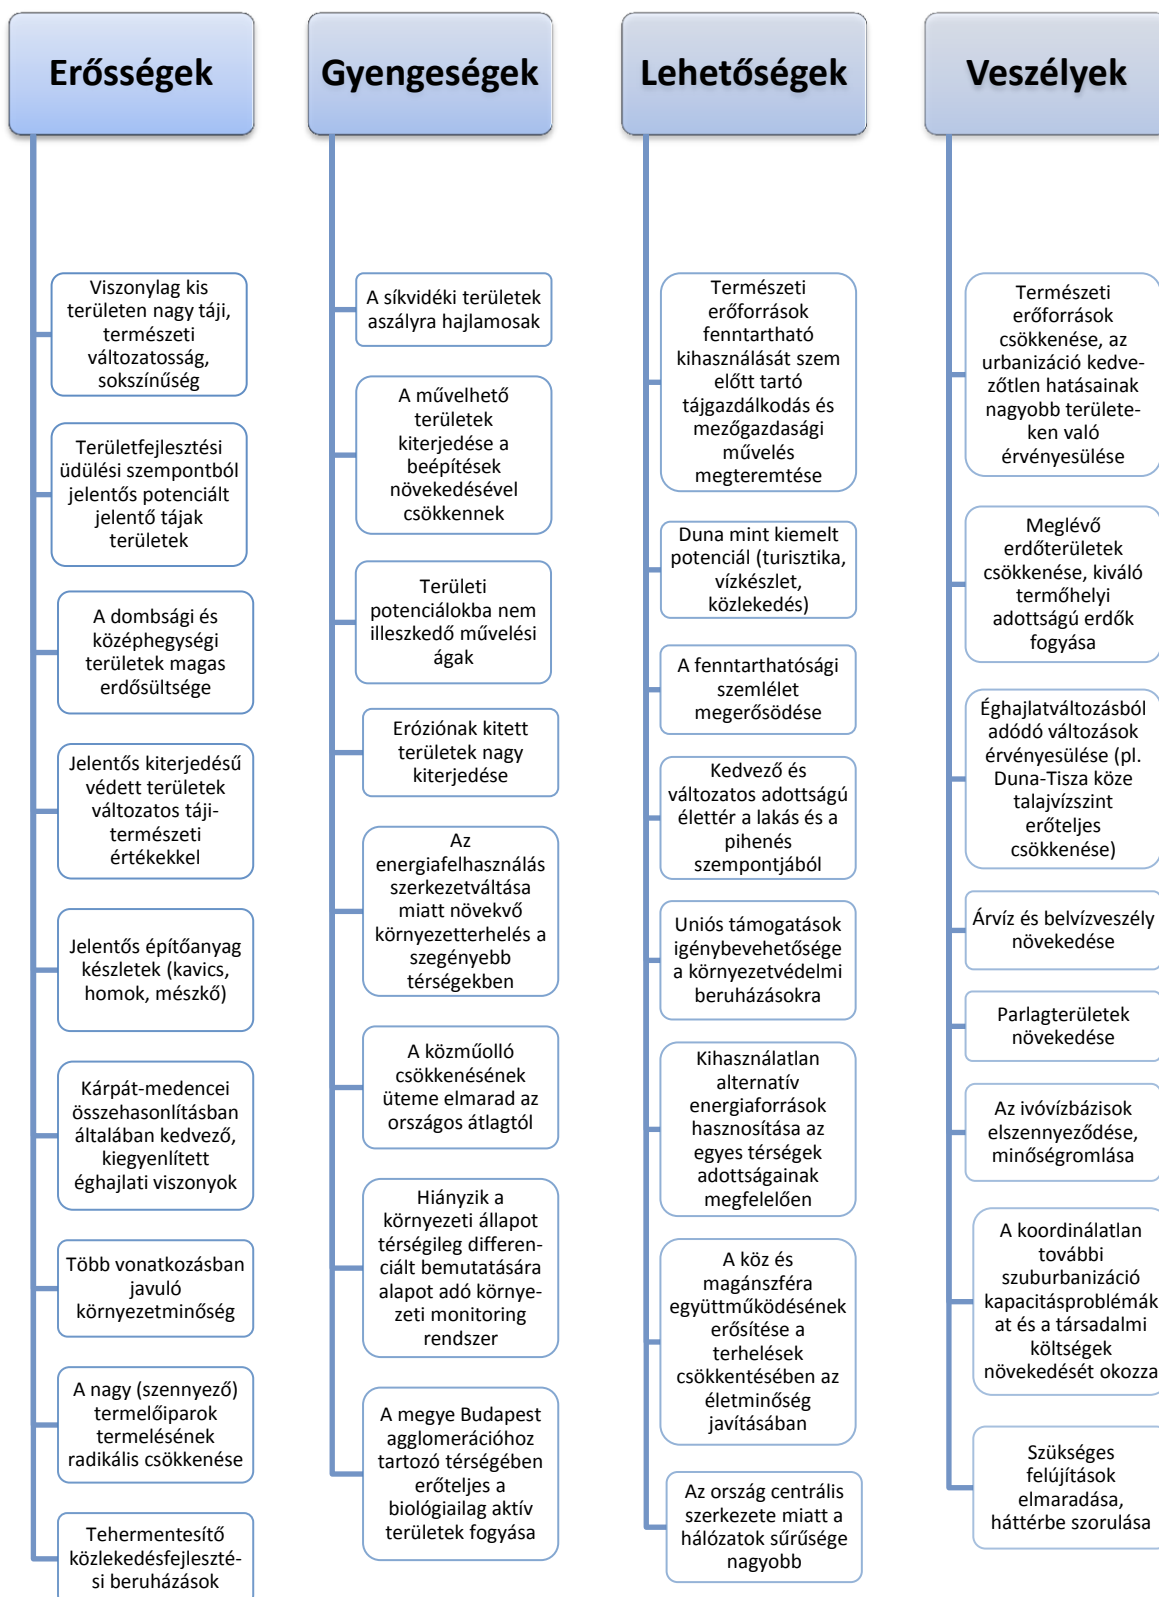 Erősségek
Viszonylag kis
területen nagy táji,
természeti
változatosság,
sokszínűség
Területfejlesztési
üdülési szempontból
jelentős potenciált
jelentő tájak
területek
A dombsági és
középhegységi
területek magas
erdősültsége
Jelentős kiterjedésű
védett területek
változatos táji-
természeti
értékekkel
Jelentős építőanyag
készletek (kavics,
homok, mészkő)
Kárpát-medencei
összehasonlításban
általában kedvező,
kiegyenlített
éghajlati viszonyok
Több vonatkozásban
javuló
környezetminőség
A nagy (szennyező)
termelőiparok
termelésének
radikális csökkenése
Tehermentesítő
közlekedésfejleszté-
si beruházások
Gyengeségek
A síkvidéki területek
aszályra hajlamosak
A művelhető
területek
kiterjedése a
beépítések
növekedésével
csökkennek
Területi
potenciálokba nem
illeszkedő művelési
ágak
Eróziónak kitett
területek nagy
kiterjedése
Az
energiafelhasználás
szerkezetváltása
miatt növekvő
környezetterhelés a
szegényebb
térségekben
A közműolló
csökkenésének
üteme elmarad az
országos átlagtól
Hiányzik a
környezeti állapot
térségileg differen-
ciált bemutatására
alapot adó környe-
zeti monitoring
rendszer
A megye Budapest
agglomerációhoz
tartozó térségében
erőteljes a
biológiailag aktív
területek fogyása
Lehetőségek
Természeti
erőforrások
fenntartható
kihasználását szem
előtt tartó
tájgazdálkodás és
mezőgazdasági
művelés
megteremtése
Duna mint kiemelt
potenciál (turisztika,
vízkészlet,
közlekedés)
A fenntarthatósági
szemlélet
megerősödése
Kedvező és
változatos adottságú
élettér a lakás és a
pihenés
szempontjából
Uniós támogatások
igénybevehetősége
a környezetvédelmi
beruházásokra
Kihasználatlan
alternatív
energiaforrások
hasznosítása az
egyes térségek
adottságainak
megfelelően
A köz és
magánszféra
együttműködésének
erősítése a
terhelések
csökkentésében az
életminőség
javításában
Az ország centrális
szerkezete miatt a
hálózatok sűrűsége
nagyobb
Veszélyek
Természeti
erőforrások
csökkenése, az
urbanizáció kedve-
zőtlen hatásainak
nagyobb területe-
ken való
érvényesülése
Meglévő
erdőterületek
csökkenése, kiváló
termőhelyi
adottságú erdők
fogyása
Éghajlatváltozásból
adódó változások
érvényesülése (pl.
Duna-Tisza köze
talajvízszint
erőteljes
csökkenése)
Árvíz és belvízveszély
növekedése
Parlagterületek
növekedése
Az ivóvízbázisok
elszennyeződése,
minőségromlása
A koordinálatlan
további
szuburbanizáció
kapacitásproblémák
at és a társadalmi
költségek
növekedését okozza
Szükséges
felújítások
elmaradása,
háttérbe szorulása